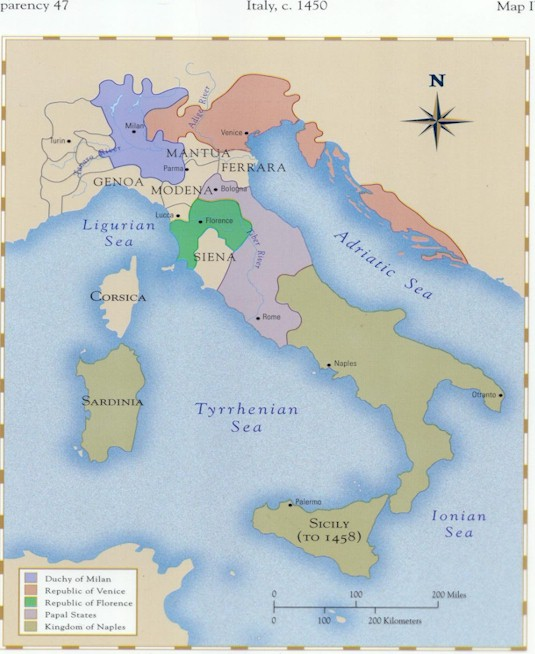 parency 47
Italy, c. 1450
Map I
N
Adige River
Milan
Turin
Venice
MANTUA
Parma
FERRARA
GENOA
MODENA
Bologna
Lucca
Florence
Ligurian
Sea
SIENA
Tiber River
Adriatic Sea
CORSICA
Rome
Naples
SARDINIA
Otranto
Tyrrhenian
Sea
Palermo
SICILY
(TO 1458)
Ionian
Sea
Duchy of Milan
Republic of Venice
Republic of Florence
Papal States
Kingdom of Naples
0 100 200 Miles
0 100 200 Kilometers